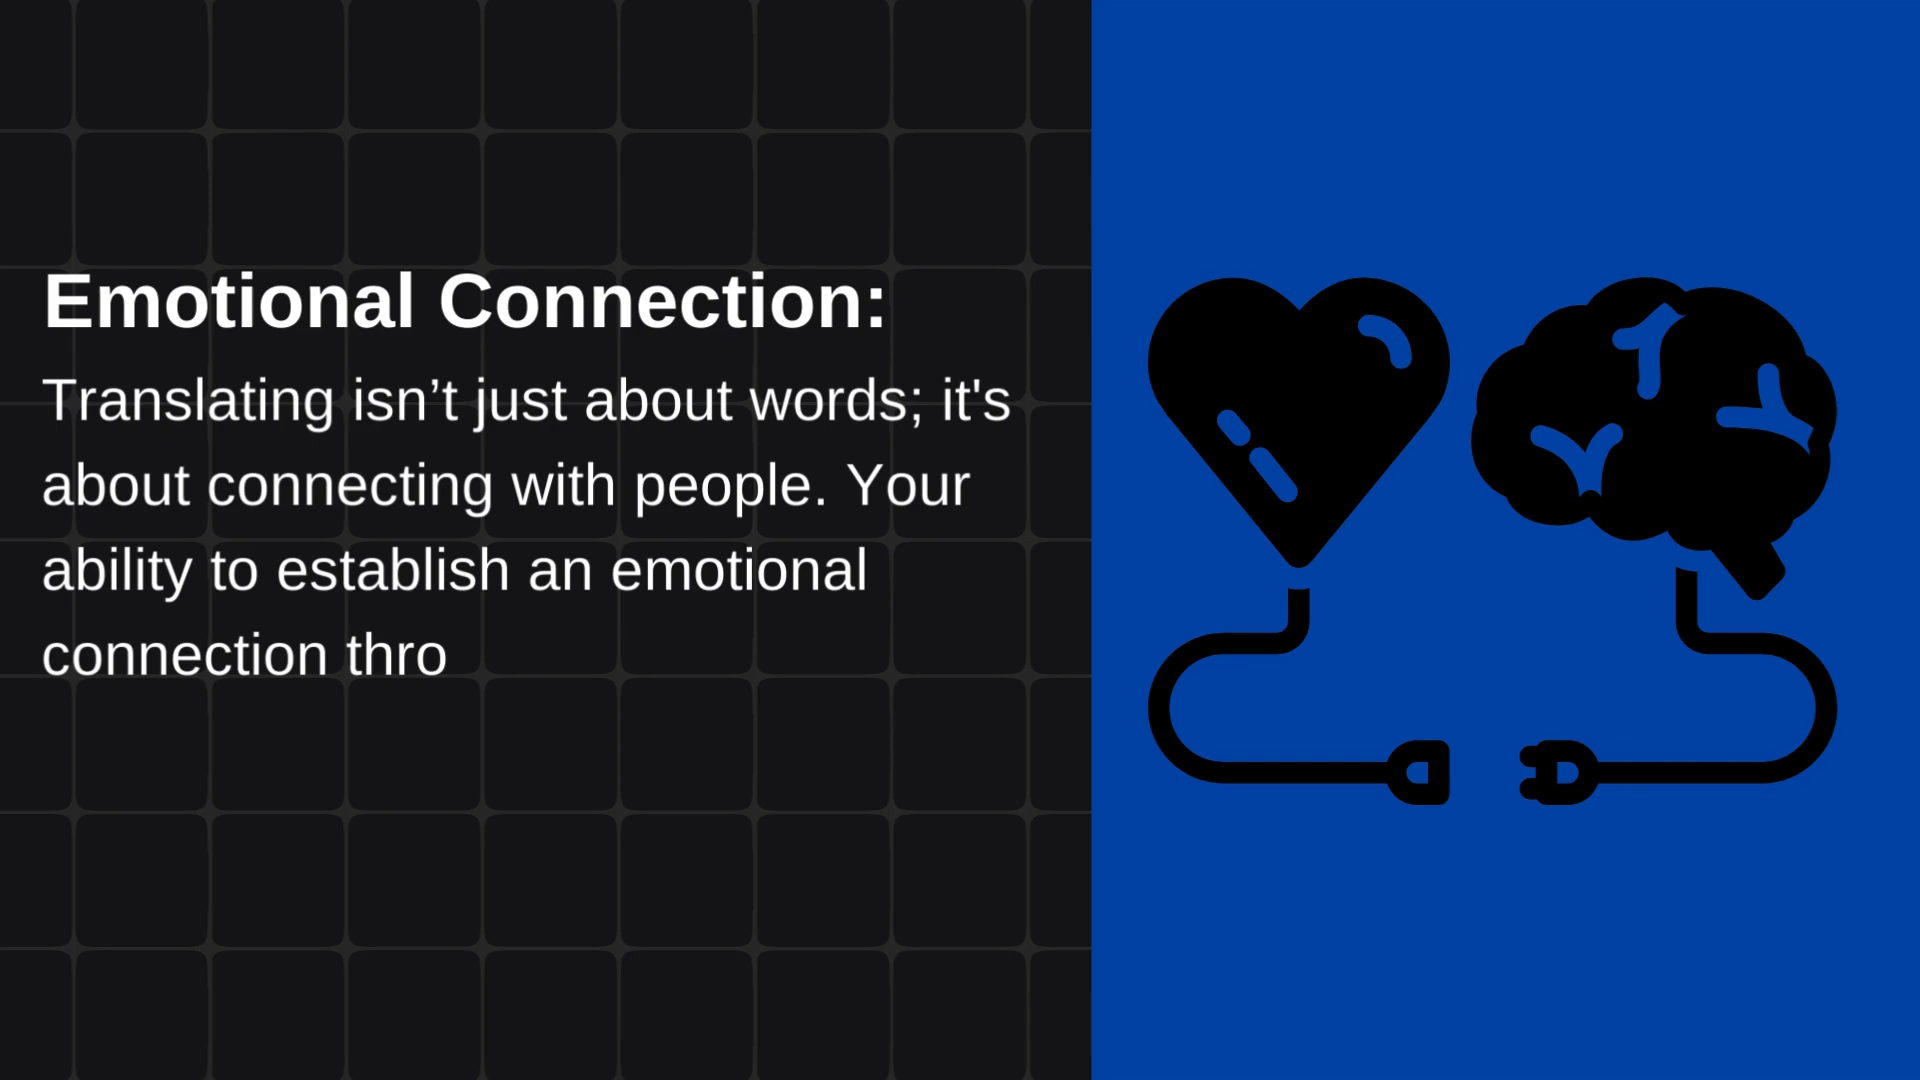 Emotional Connection:
Translating isn’t just about words; it's
about connecting with people. Your
ability to establish an emotional
connection thro